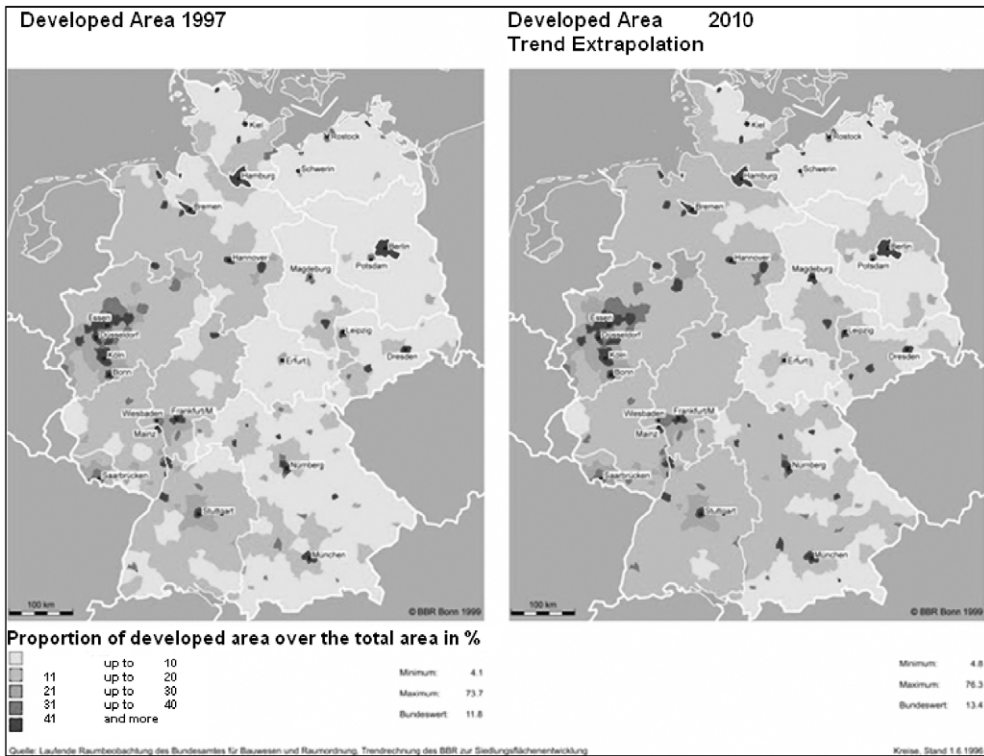 Developed Area 1997
Developed Area 2010
Trend Extrapolation
Kiel
Rostock
Schwerin
Hamburg
Bremen
Berlin
Potsdam
Hannover
Magdeburg
Essen
Düsseldorf
Köln
Bonn
Leipzig
Dresden
Erfurt
Wiesbaden
Frankfurt/M.
Mainz
Saarbrücken
Nürnberg
Stuttgart
München
100 km
© BBR Bonn 1999
Kiel
Rostock
Schwerin
Hamburg
Bremen
Berlin
Potsdam
Hannover
Magdeburg
Essen
Düsseldorf
Köln
Bonn
Leipzig
Dresden
Erfurt
Wiesbaden
Frankfurt/M.
Mainz
Saarbrücken
Nürnberg
Stuttgart
München
100 km
© BBR Bonn 1999
Proportion of developed area over the total area in %
up to 10
11 up to 20
21 up to 30
31 up to 40
41 and more
Minimum: 4.1
Maximum: 73.7
Bundeswert: 11.8
Minimum: 4.8
Maximum: 76.3
Bundeswert: 13.4
Quelle: Laufende Raumbeobachtung des Bundesamtes für Bauwesen und Raumordnung, Trendrechnung des BBR zur Siedlungsflächenentwicklung
Kreise, Stand 1.6.1996